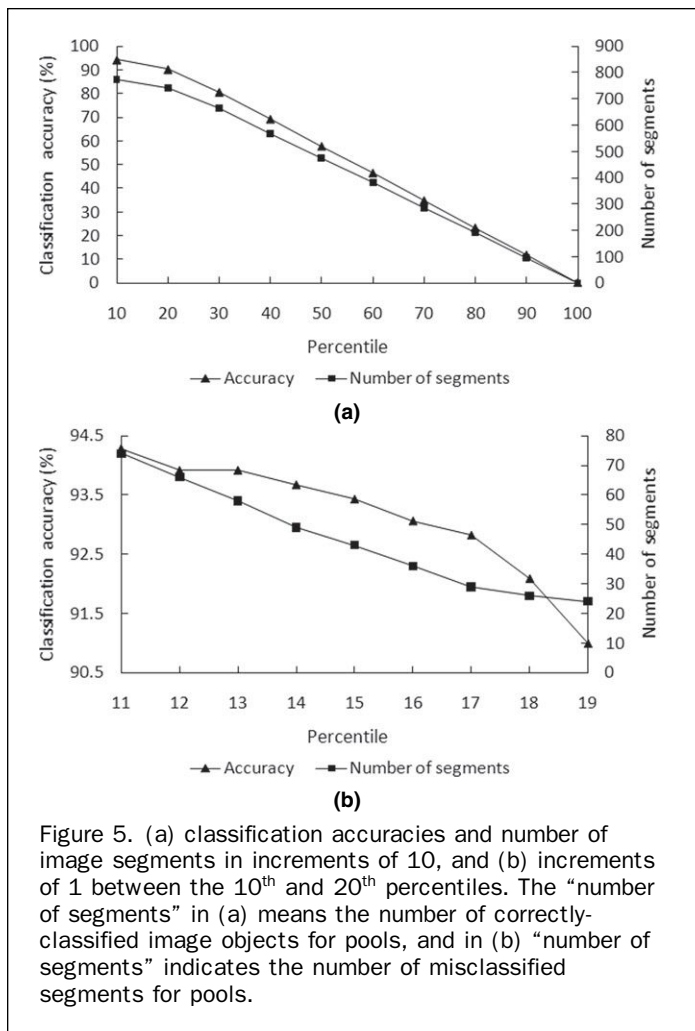 100
90
80
70
60
50
40
30
20
10
0
Classification accuracy (%)
900
800
700
600
500
400
300
200
100
0
Number of segments
10 20 30 40 50 60 70 80 90 100
Percentile
Accuracy Number of segments
(a)
94.5
93.5
92.5
91.5
90.5
Classification accuracy (%)
80
70
60
50
40
30
20
10
0
Number of segments
11 12 13 14 15 16 17 18 19
Percentile
Accuracy Number of segments
(b)
Figure 5. (a) classification accuracies and number of
image segments in increments of 10, and (b) increments
of 1 between the 10th and 20th percentiles. The “number
of segments” in (a) means the number of correctly-
classified image objects for pools, and in (b) “number of
segments” indicates the number of misclassified
segments for pools.